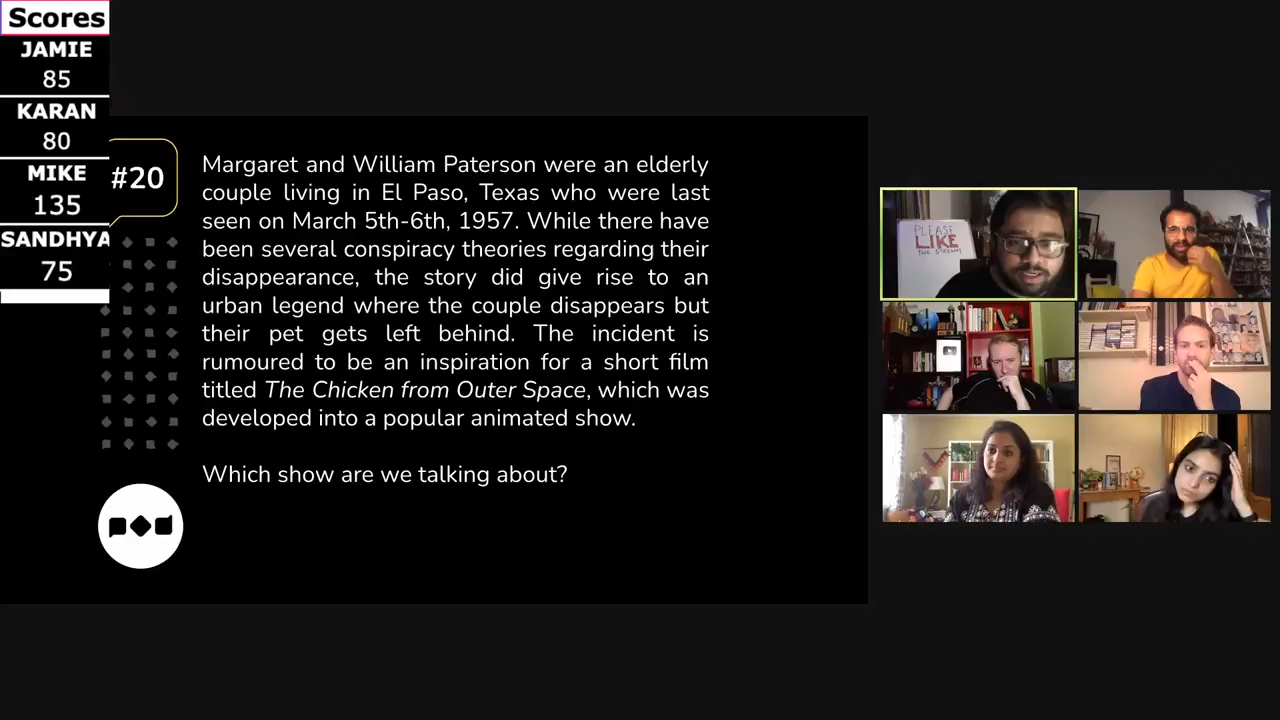 Scores
JAMIE
85
KARAN
80
MIKE
135
SANDHYA
75
#20
Margaret and William Paterson were an elderly
couple living in El Paso, Texas who were last
seen on March 5th-6th, 1957. While there have
been several conspiracy theories regarding their
disappearance, the story did give rise to an
urban legend where the couple disappears but
their pet gets left behind. The incident is
rumoured to be an inspiration for a short film
titled The Chicken from Outer Space, which was
developed into a popular animated show.
Which show are we talking about?
PLEASE
LIKE
THE STREAM